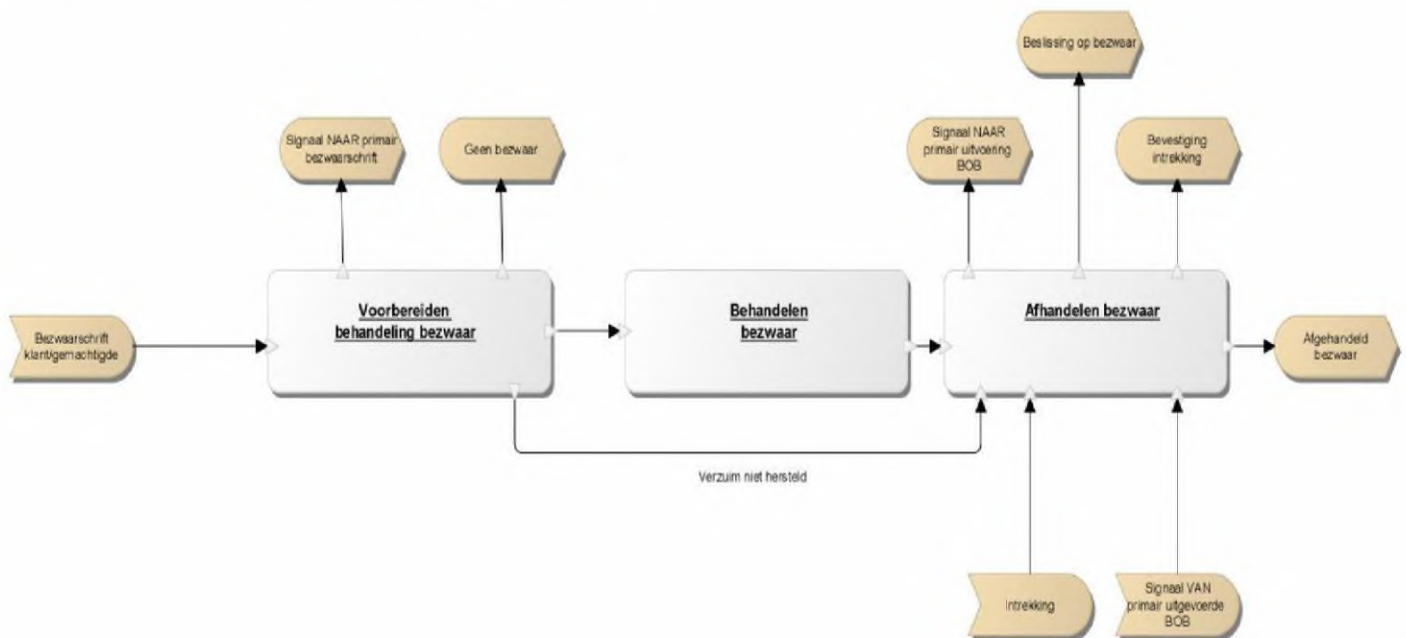 Beslissing op bezwaar
Signaal NAAR primair
bezwaarschrift
Geen bezwaar
Signaal NAAR
primair uitvoering
BOB
Bevestiging
intrekking
Voorbereiden
behandeling bezwaar
Behandelen
bezwaar
Afhandelen bezwaar
Bezwaarschrift
klant/gemachtigde
Afgehandeld
bezwaar
Verzuim niet hersteld
Intrekking
Signaal VAN
primair uitgevoerde
BOB